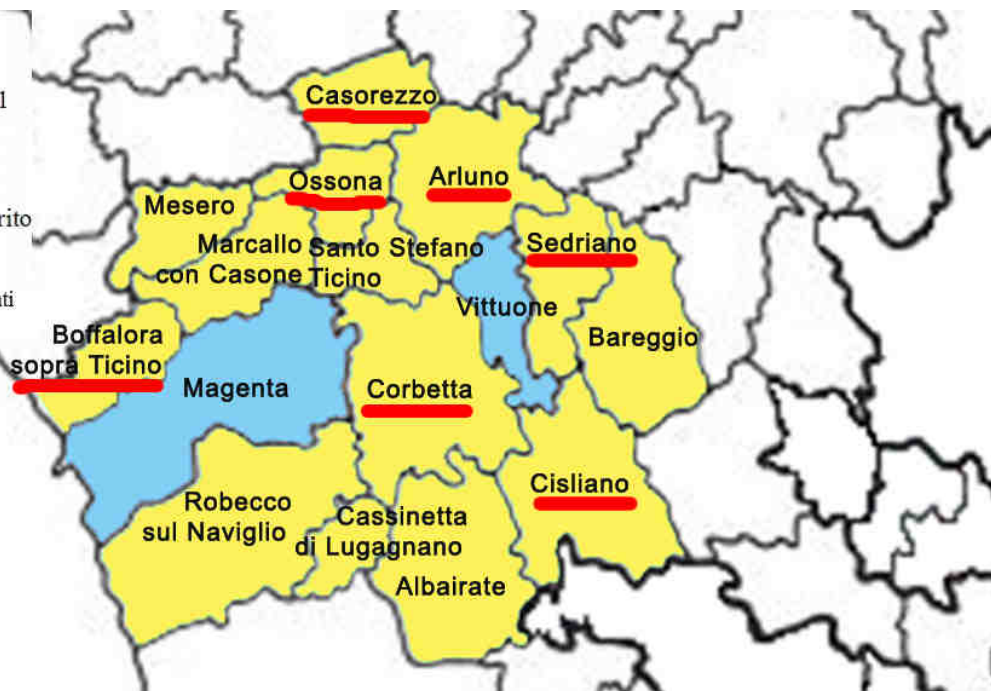 Casorezzo
Ossona
Arluno
Mesero
Marcallo
con Casone
Santo Stefano
Ticino
Sedriano
Vittuone
Boffalora
sopra Ticino
Bareggio
Magenta
Corbetta
Cisliano
Robecco
sul Naviglio
Cassinetta
di Lugagnano
Albairate